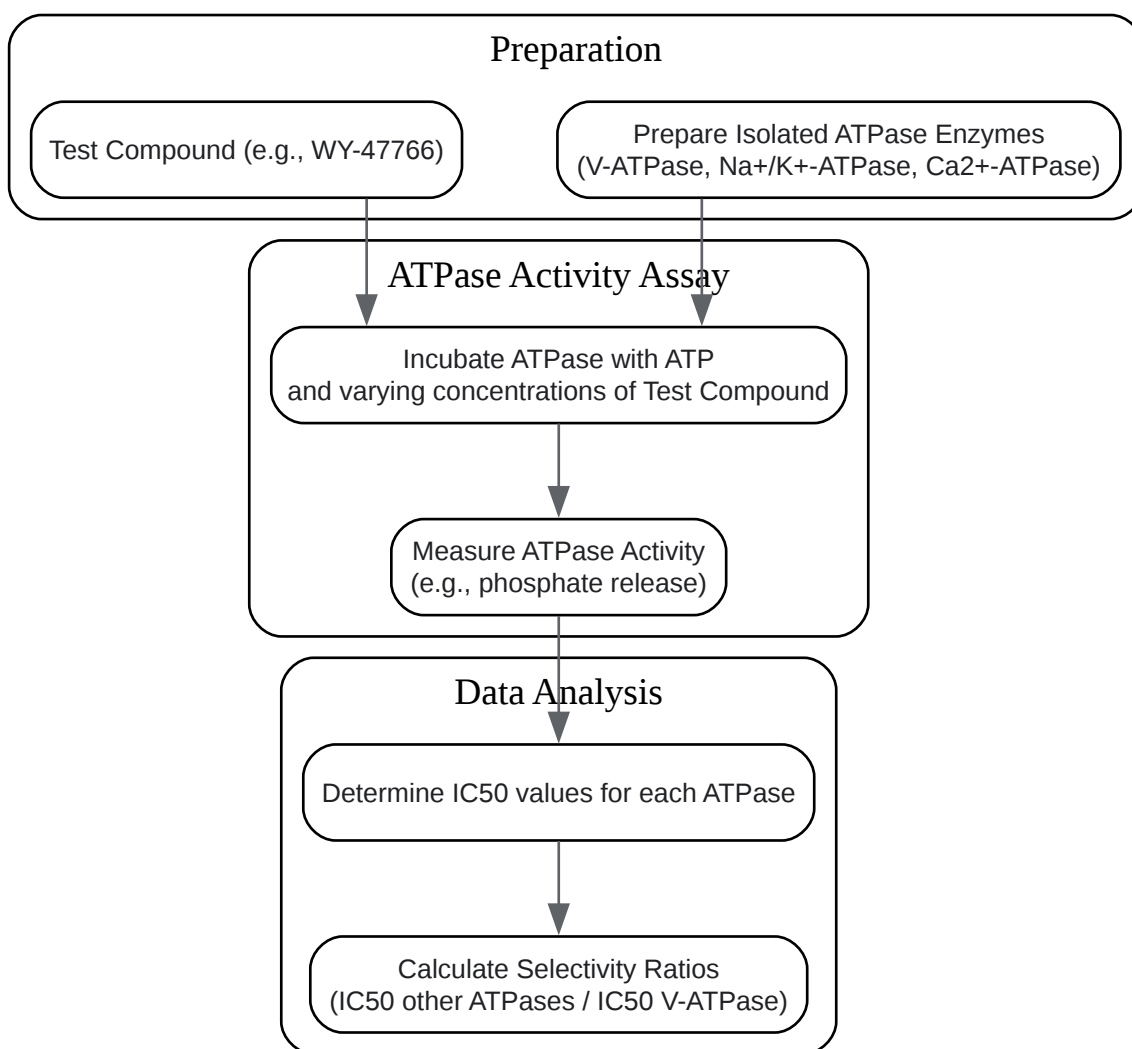 Preparation
Test Compound (e.g., WY-47766)
Prepare Isolated ATPase Enzymes
(V-ATPase, Na+/K+-ATPase, Ca2+-ATPase)
ATPase Activity Assay
Incubate ATPase with ATP
and varying concentrations of Test Compound
Measure ATPase Activity
(e.g., phosphate release)
Data Analysis
Determine IC50 values for each ATPase
Calculate Selectivity Ratios
(IC50 other ATPases / IC50 V-ATPase)